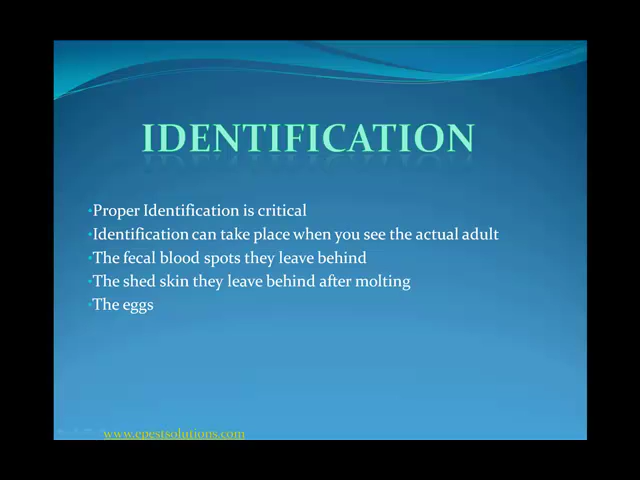 IDENTIFICATION
•Proper Identification is critical
•Identification can take place when you see the actual adult
•The fecal blood spots they leave behind
•The shed skin they leave behind after molting
•The eggs
www.epestsolutions.com